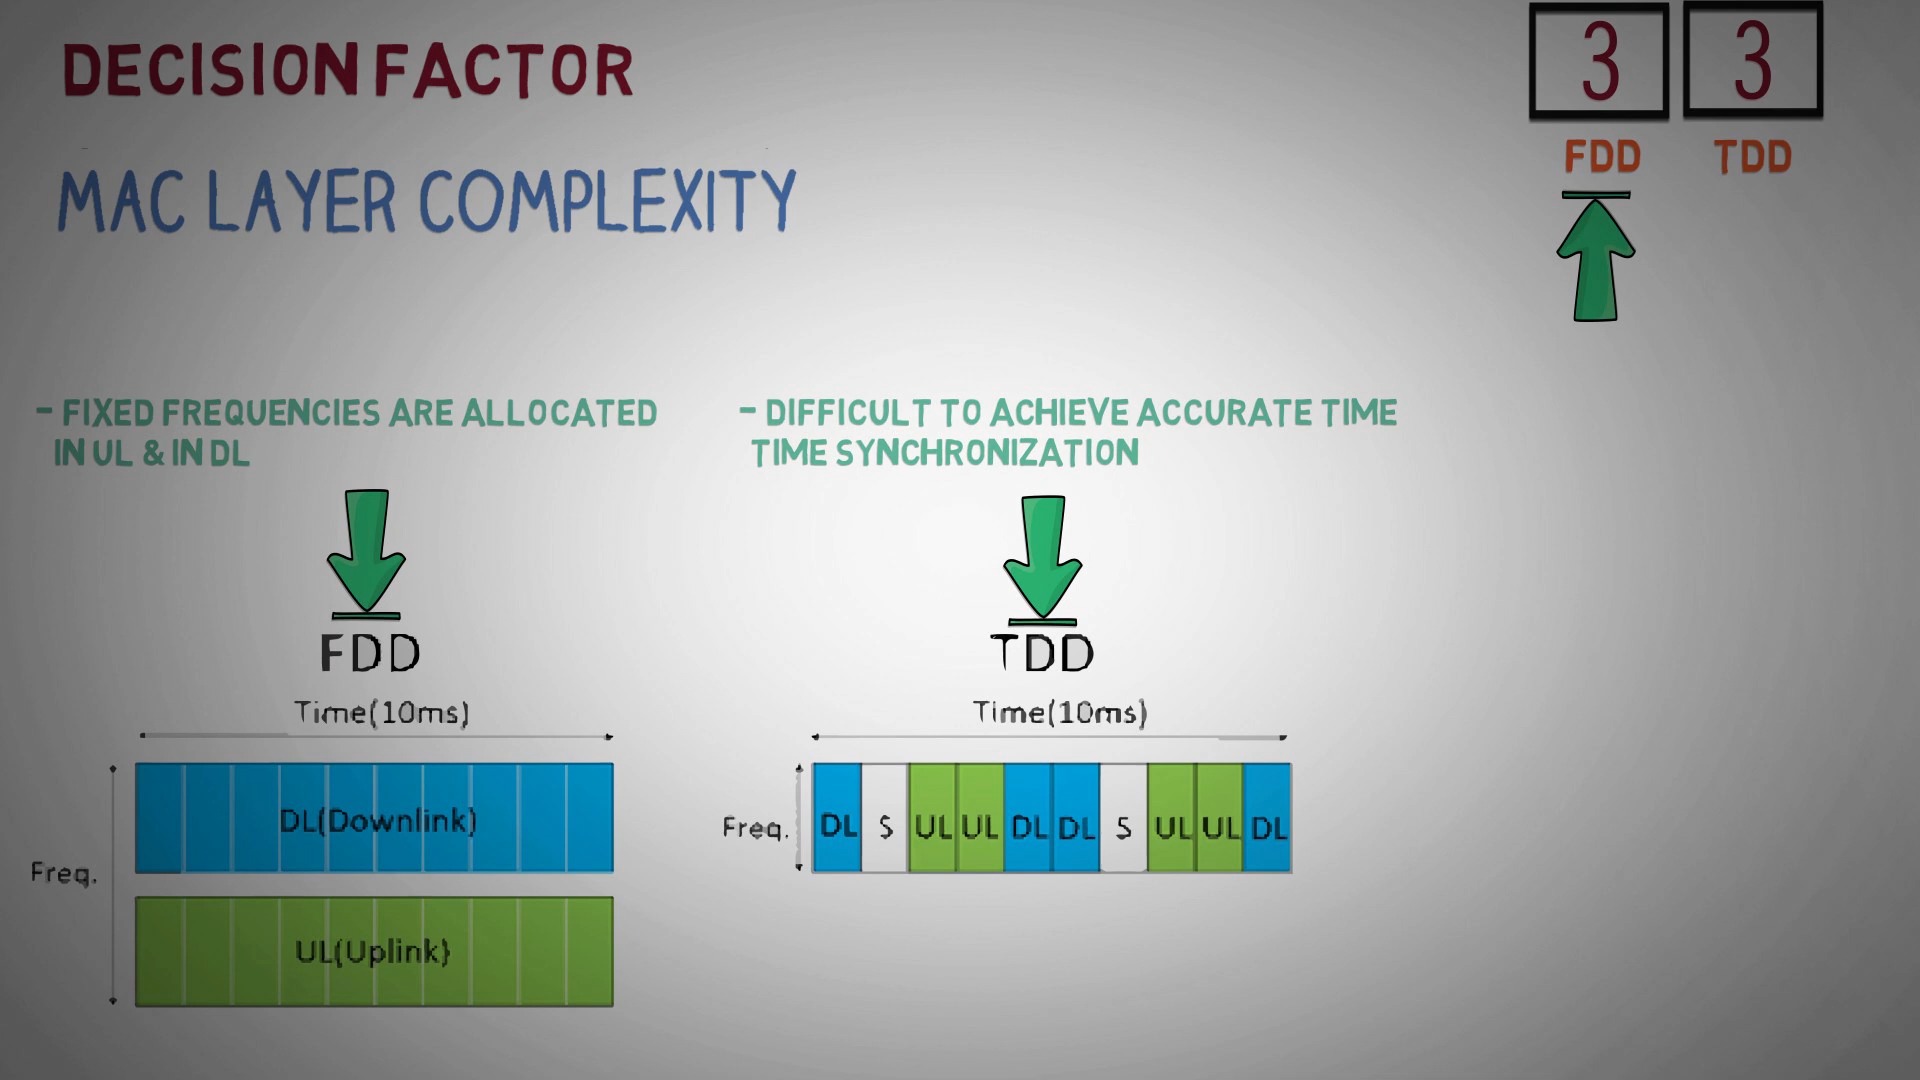 DECISION FACTOR
3 3
FDD TDD
MAC LAYER COMPLEXITY
- FIXED FREQUENCIES ARE ALLOCATED
IN UL & IN DL
- DIFFICULT TO ACHIEVE ACCURATE TIME
TIME SYNCHRONIZATION
FDD
Time(10ms)
DL(Downlink)
Freq.
UL(Uplink)
TDD
Time(10ms)
Freq.
DL S UL UL DL DL S UL UL DL